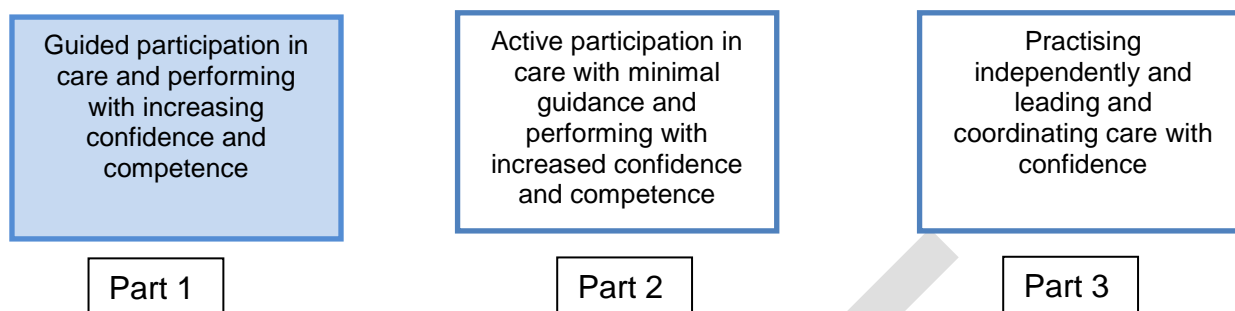 Guided participation in
care and performing
with increasing
confidence and
competence
Active participation in
care with minimal
guidance and
performing with
increased confidence
and competence
Practising
independently and
leading and
coordinating care with
confidence
Part 1
Part 2
Part 3